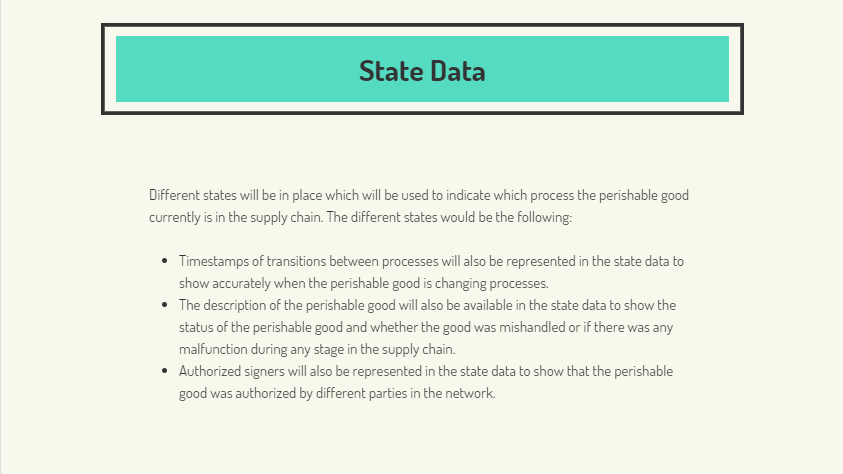 State Data
Different states will be in place which will be used to indicate which process the perishable good
currently is in the supply chain. The different states would be the following:
• Timestamps of transitions between processes will also be represented in the state data to
show accurately when the perishable good is changing processes.
• The description of the perishable good will also be available in the state data to show the
status of the perishable good and whether the good was mishandled or if there was any
malfunction during any stage in the supply chain.
• Authorized signers will also be represented in the state data to show that the perishable
good was authorized by different parties in the network.